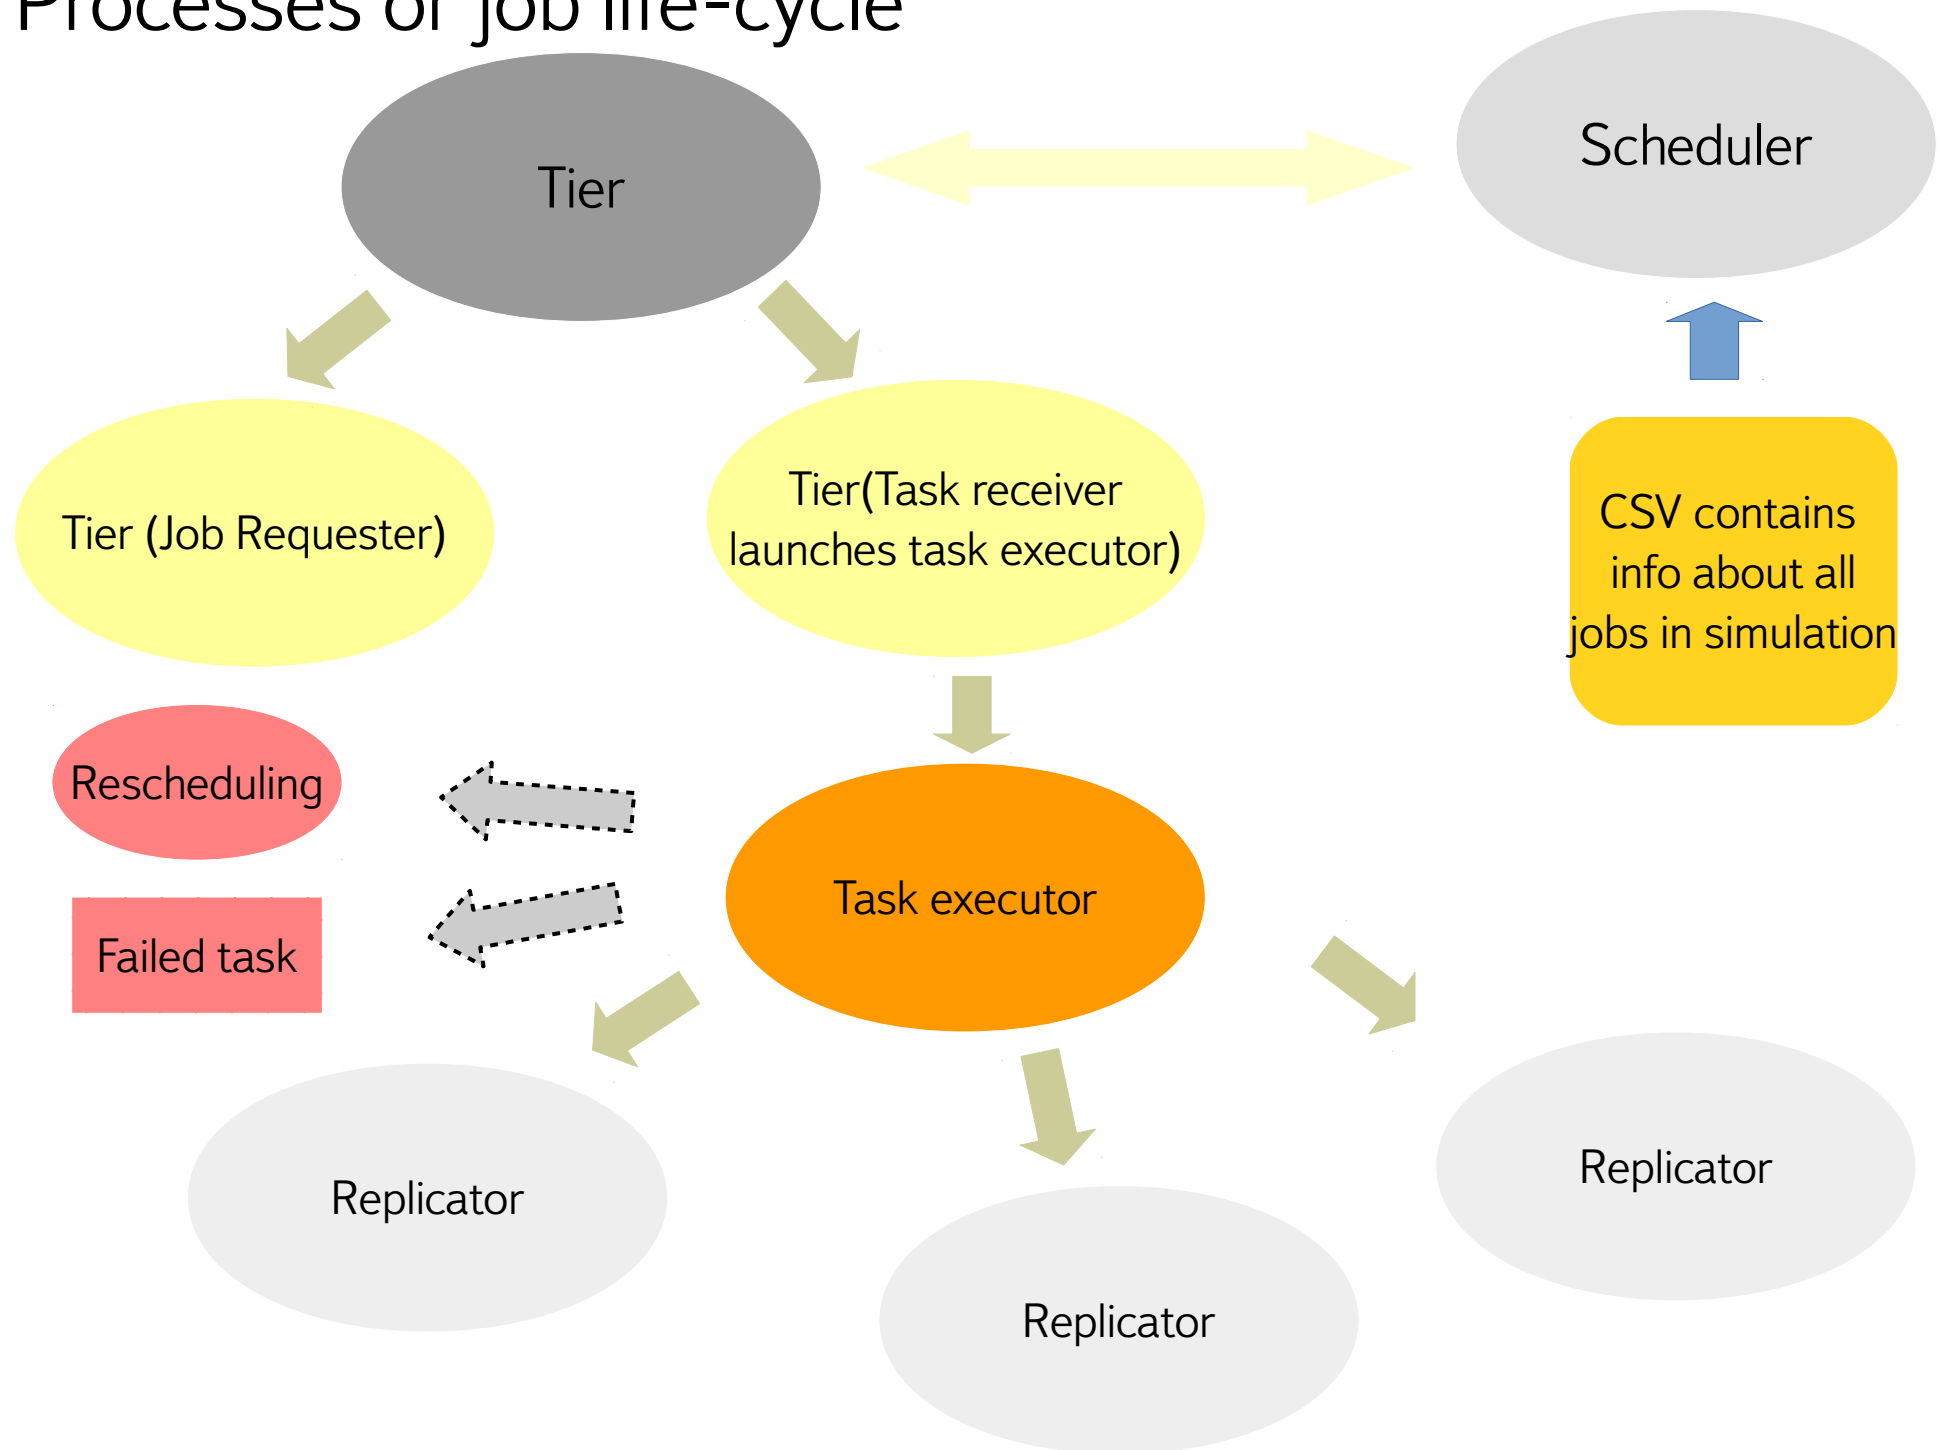 Processes of job life-cycle
Scheduler
Tier
Tier (Job Requester)
Tier(Task receiver
launches task executor)
CSV contains
info about all
jobs in simulation
Rescheduling
Task executor
Failed task
Replicator
Replicator
Replicator